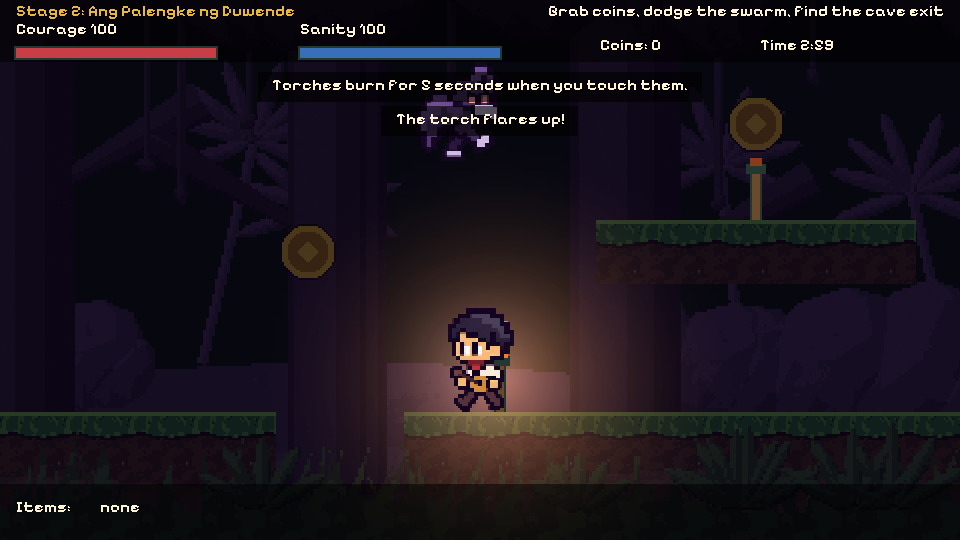 Stage 2: Ang Palengke ng Duwende
Grab coins, dodge the swarm, find the cave exit
Courage 100
Sanity 100
Coins: 0
Time 2:59
Torches burn for 8 seconds when you touch them.
The torch flares up!
Items: none